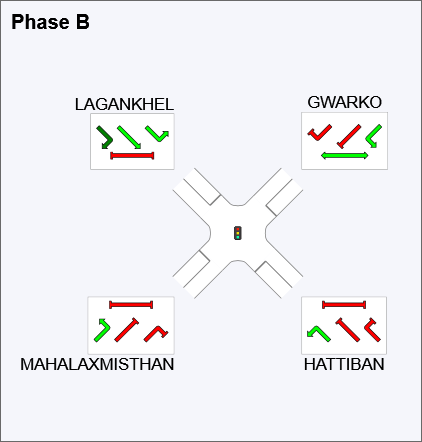 Phase B
LAGANKHEL
GWARKO
MAHALAXMISTHAN
HATTIBAN